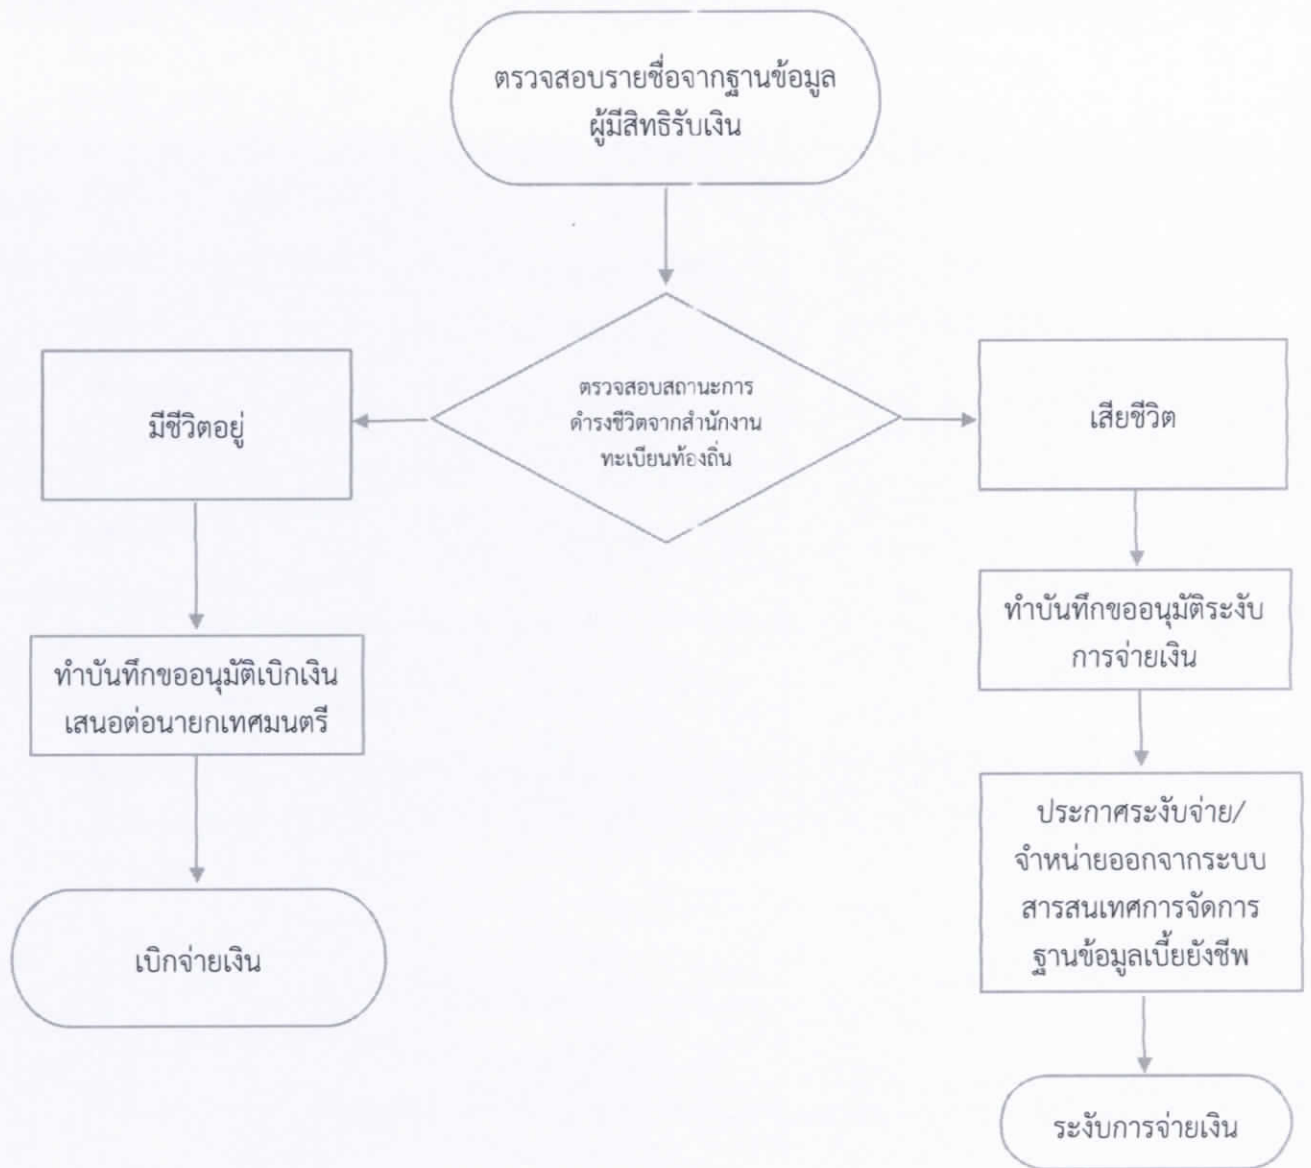 ตรวจสอบรายชื่อจากฐานข้อมูล
ผู้มีสิทธิรับเงิน
ตรวจสอบสถานะการ
ดำรงชีวิตจากสำนักงาน
ทะเบียนท้องถิ่น
มีชีวิตอยู่
เสียชีวิต
ทำบันทึกขออนุมัติเบิกเงิน
เสนอต่อนายกเทศมนตรี
เบิกจ่ายเงิน
ทำบันทึกขออนุมัติระงับ
การจ่ายเงิน
ประกาศระงับจ่าย/
จำหน่ายออกจากระบบ
สารสนเทศการจัดการ
ฐานข้อมูลเบี้ยยังชีพ
ระงับการจ่ายเงิน